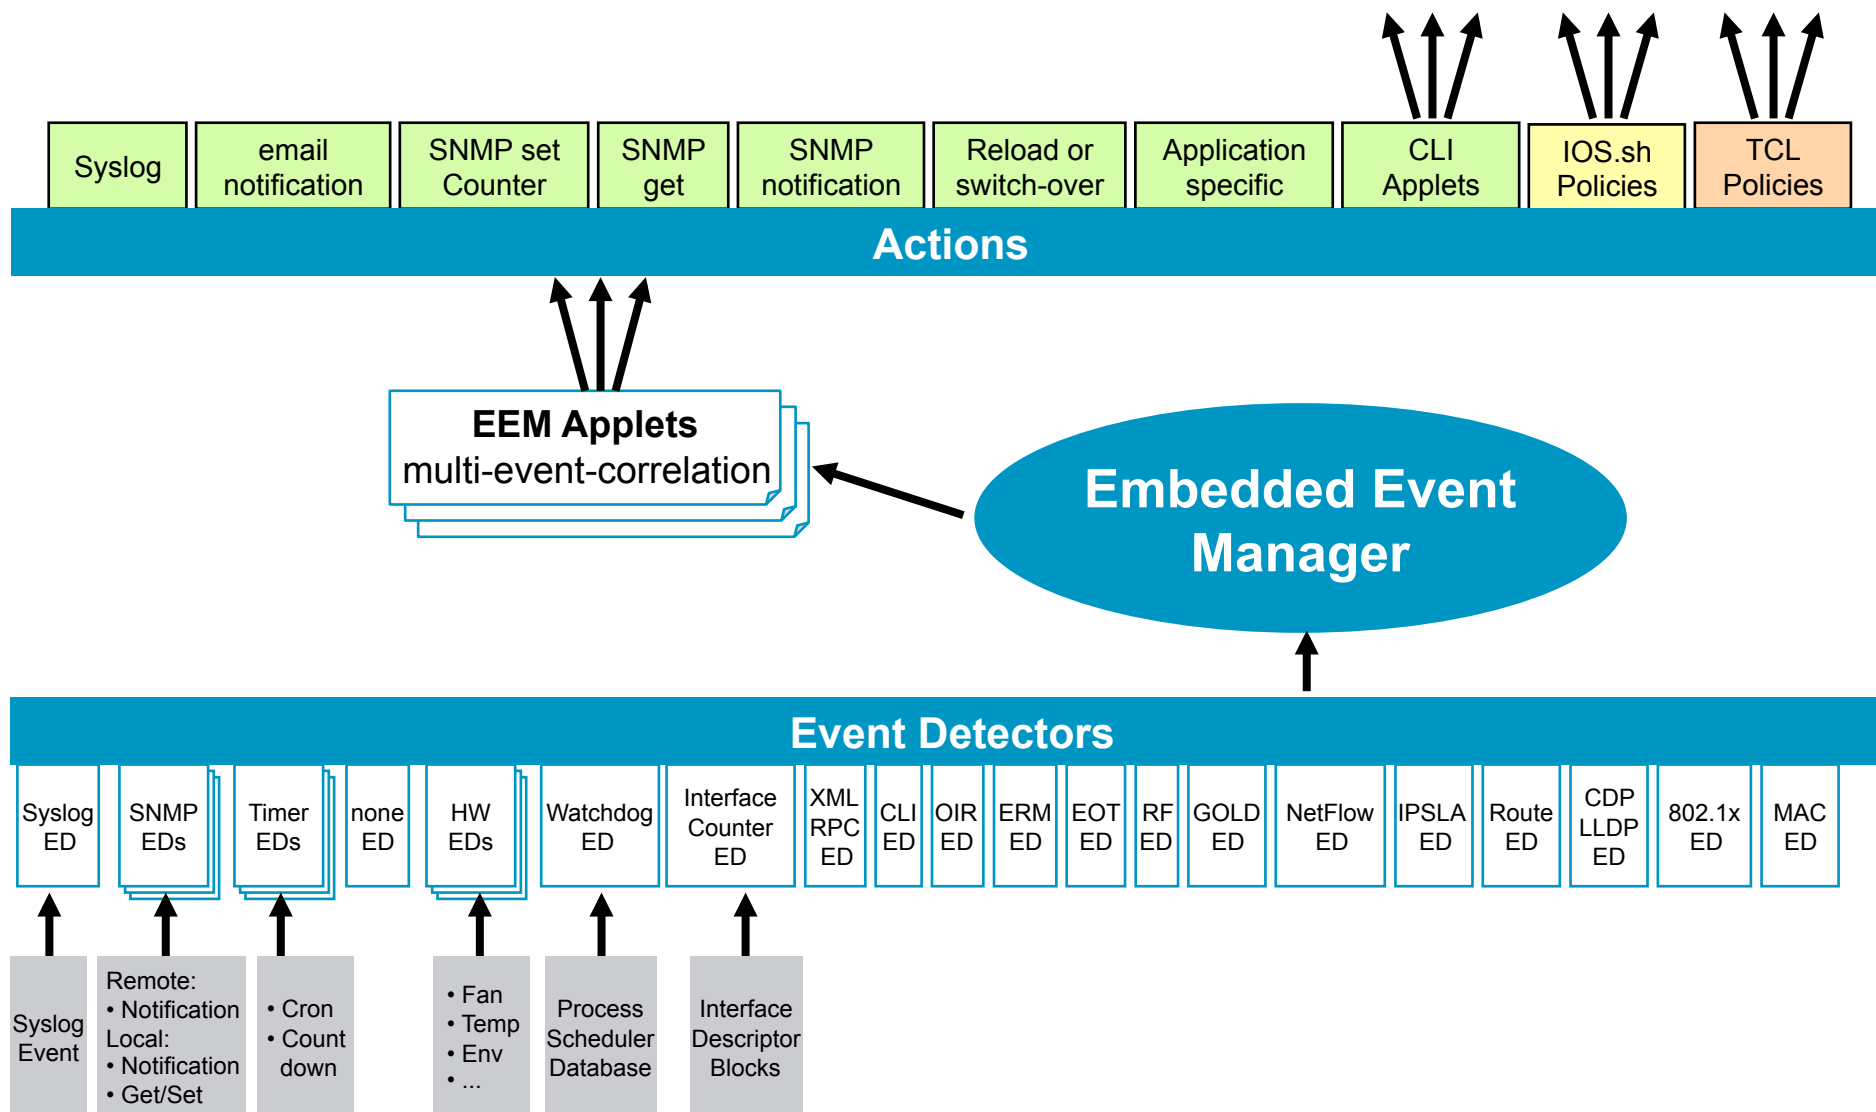 Syslog
email
notification
SNMP set
Counter
SNMP
get
SNMP
notification
Reload or
switch-over
Application
specific
CLI
Applets
IOS.sh
Policies
TCL
Policies
Actions
EEM Applets
multi-event-correlation
Embedded Event
Manager
Event Detectors
Syslog
ED
SNMP
EDs
Timer
EDs
none
ED
HW
EDs
Watchdog
ED
Interface
Counter
ED
XML
RPC
ED
CLI
ED
OIR
ED
ERM
ED
EOT
ED
RF
ED
GOLD
ED
NetFlow
ED
IPSLA
ED
Route
ED
CDP
LLDP
ED
802.1x
ED
MAC
ED
Syslog
Event
Remote:
• Notification
Local:
• Notification
• Get/Set
• Cron
• Count
down
• Fan
• Temp
• Env
• ...
Process
Scheduler
Database
Interface
Descriptor
Blocks